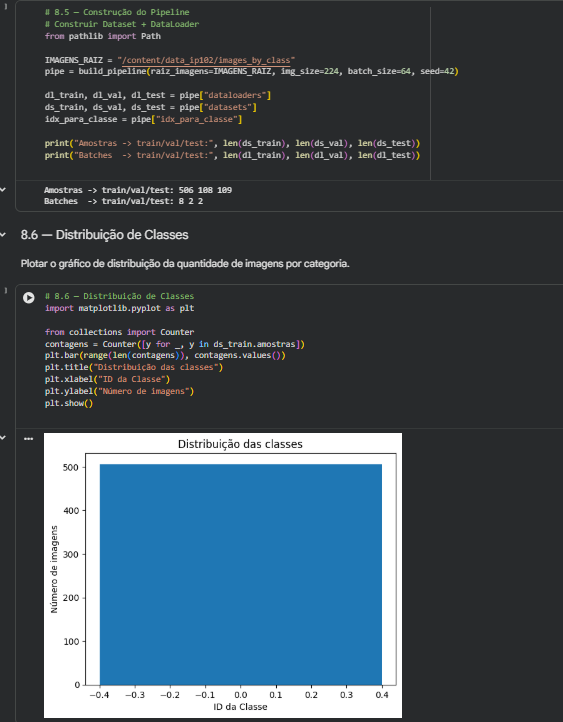 # 8.5 — Construção do Pipeline
# Construir Dataset + DataLoader
from pathlib import Path
IMAGENS_RAIZ = "/content/data_ip102/images_by_class"
pipe = build_pipeline(raiz_imagens=IMAGENS_RAIZ, img_size=224, batch_size=64, seed=42)
dl_train, dl_val, dl_test = pipe["dataloaders"]
ds_train, ds_val, ds_test = pipe["datasets"]
idx_para_classe = pipe["idx_para_classe"]
print("Amostras -> train/val/test:", len(ds_train), len(ds_val), len(ds_test))
print("Batches  -> train/val/test:", len(dl_train), len(dl_val), len(dl_test))
Amostras -> train/val/test: 506 108 109
Batches  -> train/val/test: 8 2 2
8.6 — Distribuição de Classes
Plotar o gráfico de distribuição da quantidade de imagens por categoria.
# 8.6 — Distribuição de Classes
import matplotlib.pyplot as plt
from collections import Counter
contagens = Counter([y for _, y in ds_train.amostras])
plt.bar(range(len(contagens)), contagens.values())
plt.title("Distribuição das classes")
plt.xlabel("ID da Classe")
plt.ylabel("Número de imagens")
plt.show()
Distribuição das classes
Número de imagens
500
400
300
200
100
0
−0.4 −0.3 −0.2 −0.1 0.0 0.1 0.2 0.3 0.4
ID da Classe